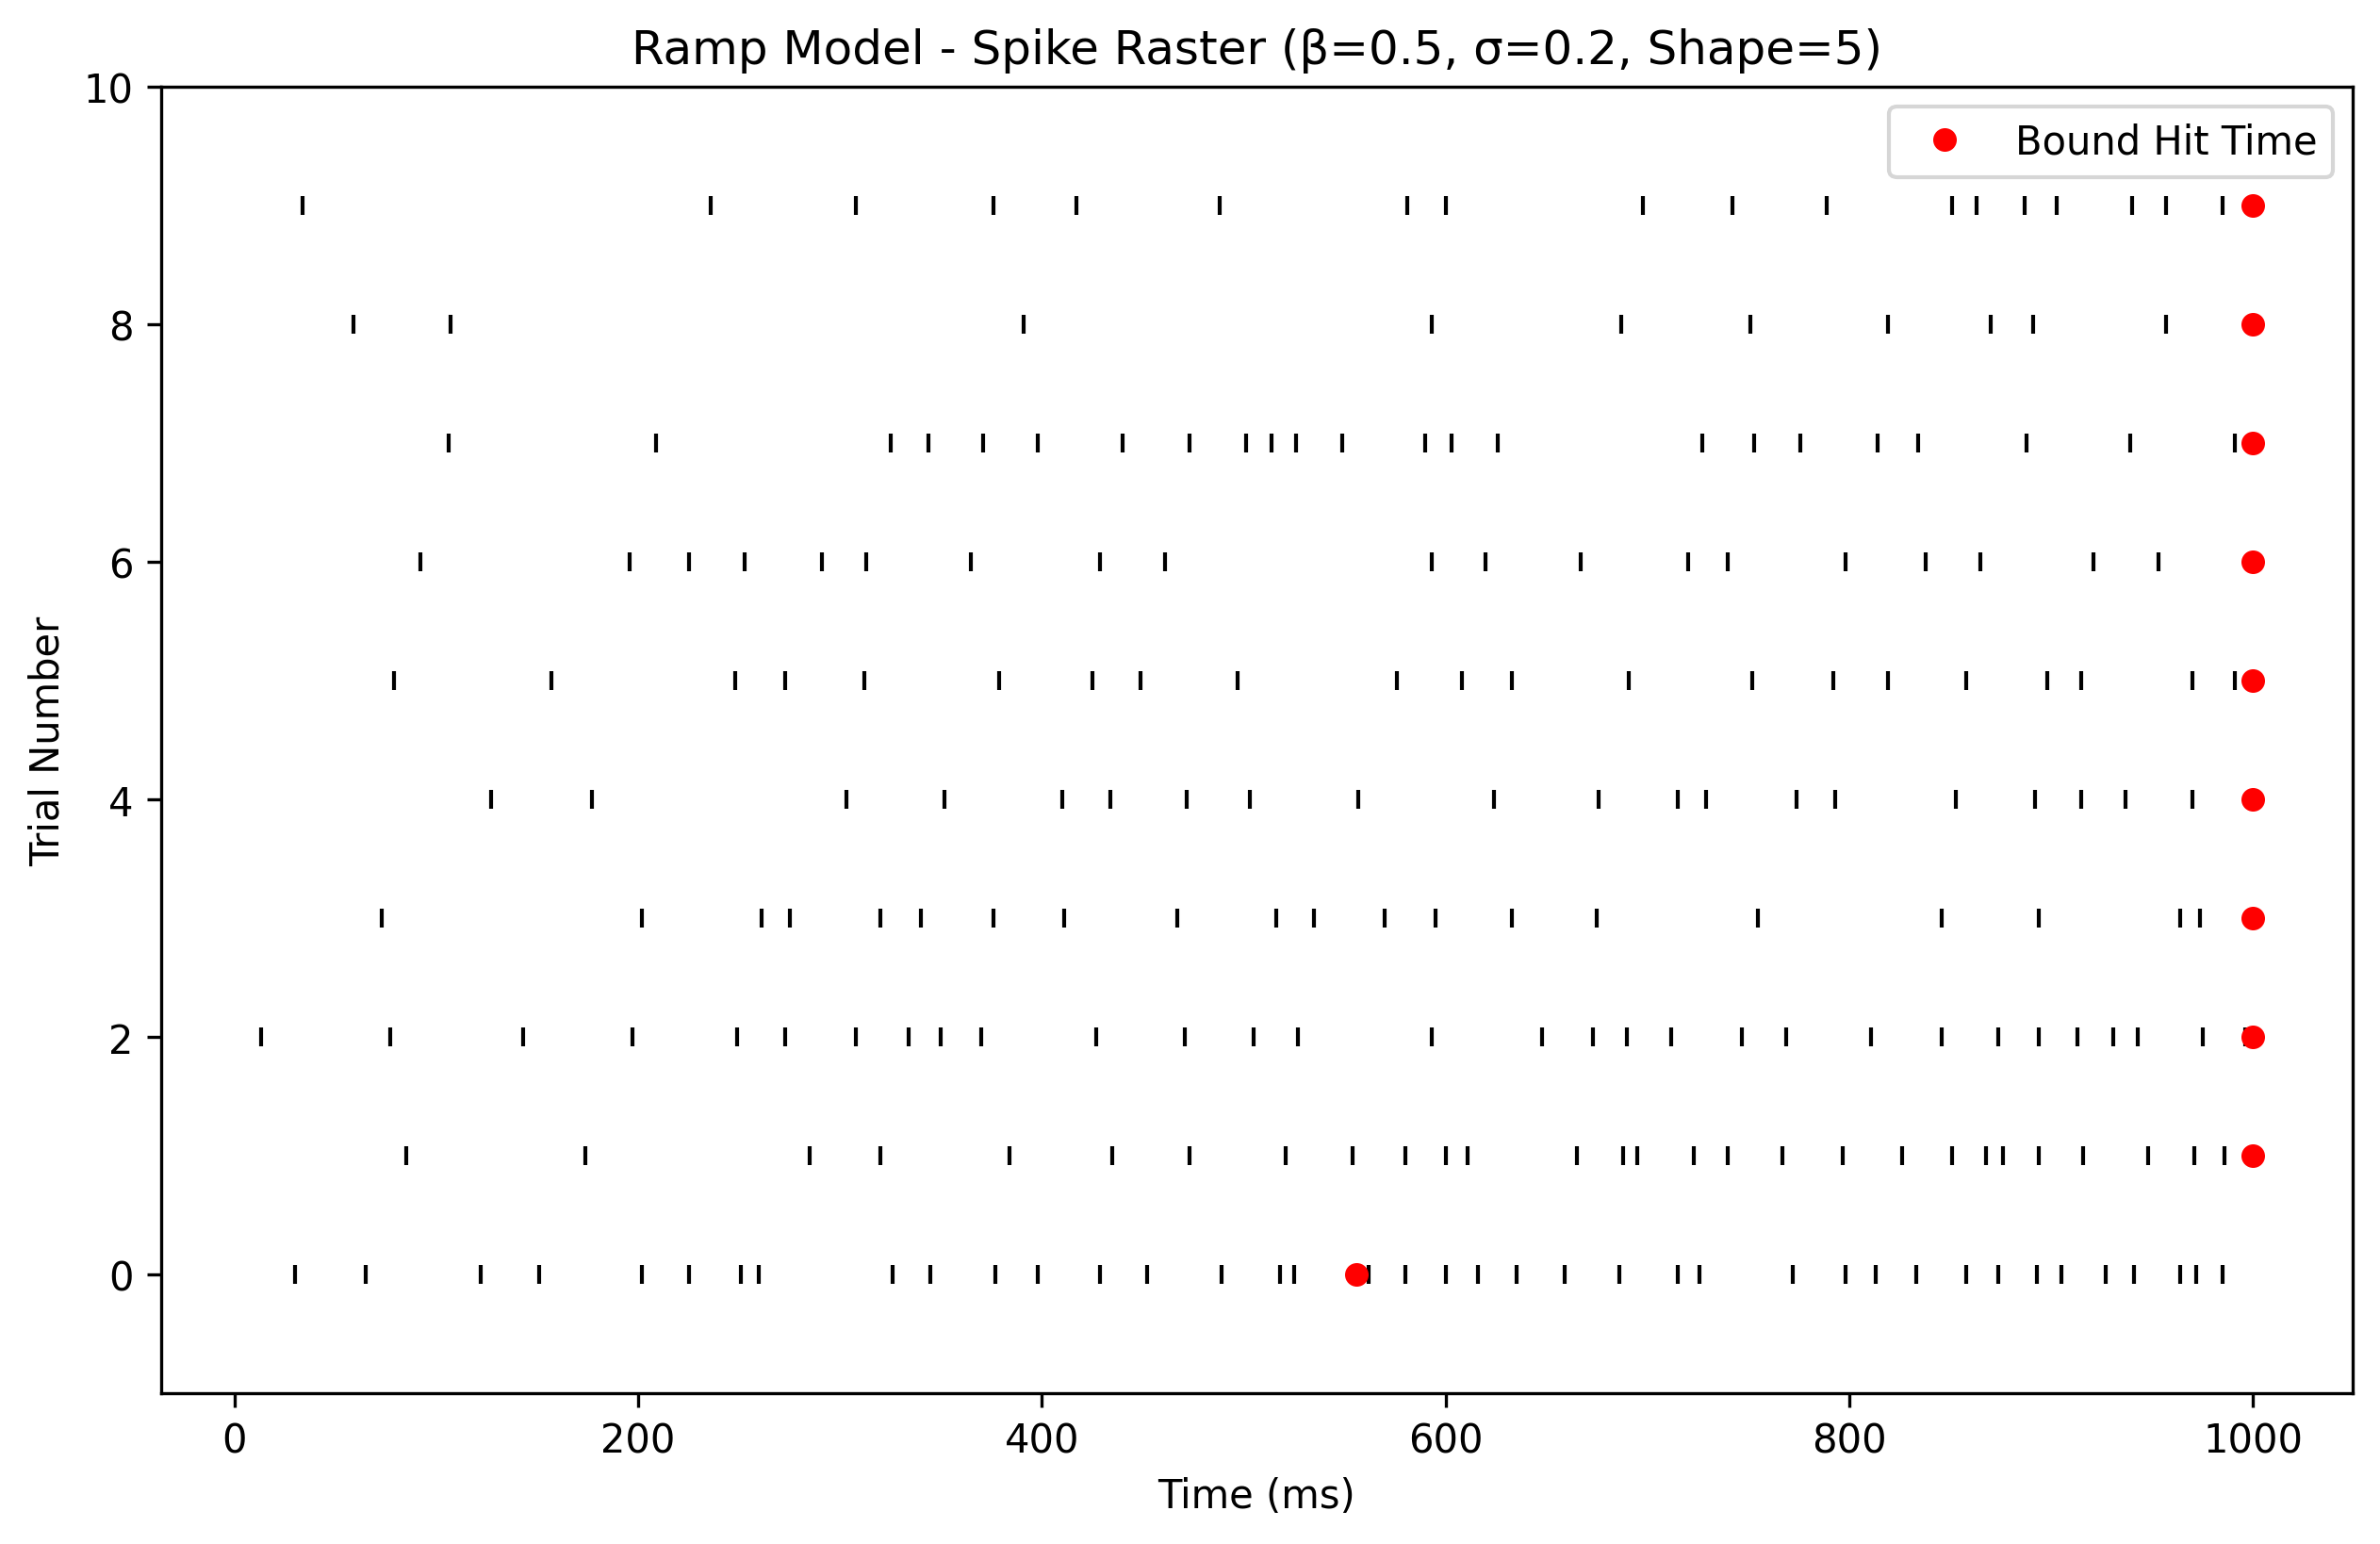 Ramp Model - Spike Raster (β=0.5, σ=0.2, Shape=5)
Bound Hit Time
10
8
6
4
2
0
Trial Number
0 200 400 600 800 1000
Time (ms)